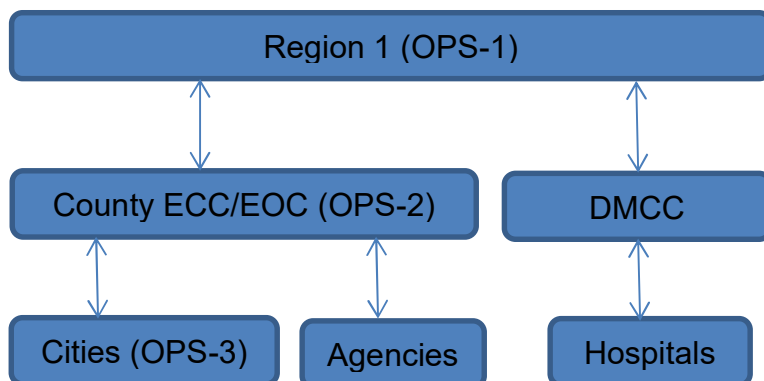 Region 1 (OPS-1)
County ECC/EOC (OPS-2)
DMCC
Cities (OPS-3)
Agencies
Hospitals